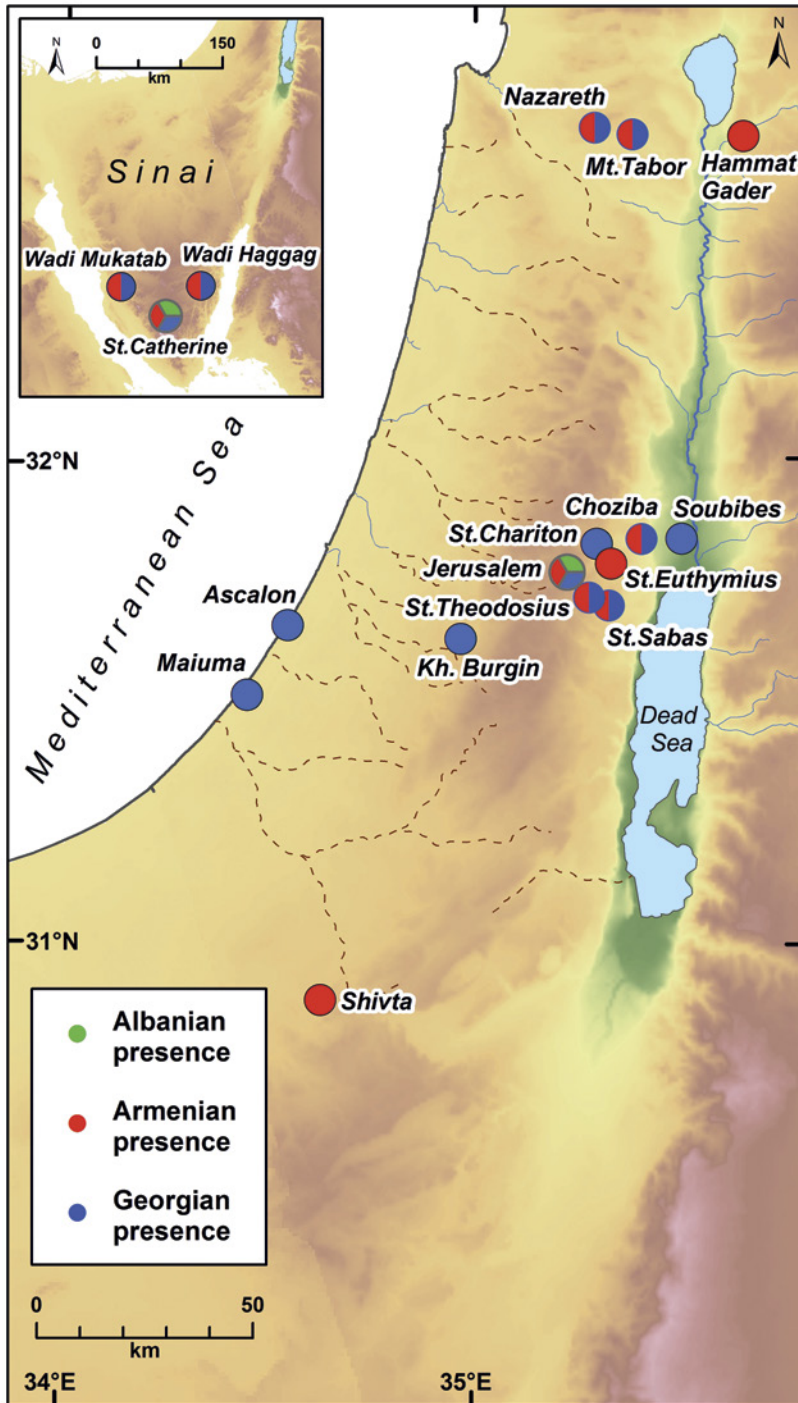 N
0
150
km
Sinai
Wadi Mukatab
Wadi Haggag
St.Catherine
N
Nazareth
Mt.Tabor
Hammat
Gader
Mediterranean Sea
32°N
Choziba
Soubibes
St.Chariton
Jerusalem
St.Euthymius
St.Theodosius
St.Sabas
Ascalon
Maiuma
Kh. Burgin
Dead
Sea
31°N
Shivta
Albanian
presence
Armenian
presence
Georgian
presence
0
50
km
34°E
35°E